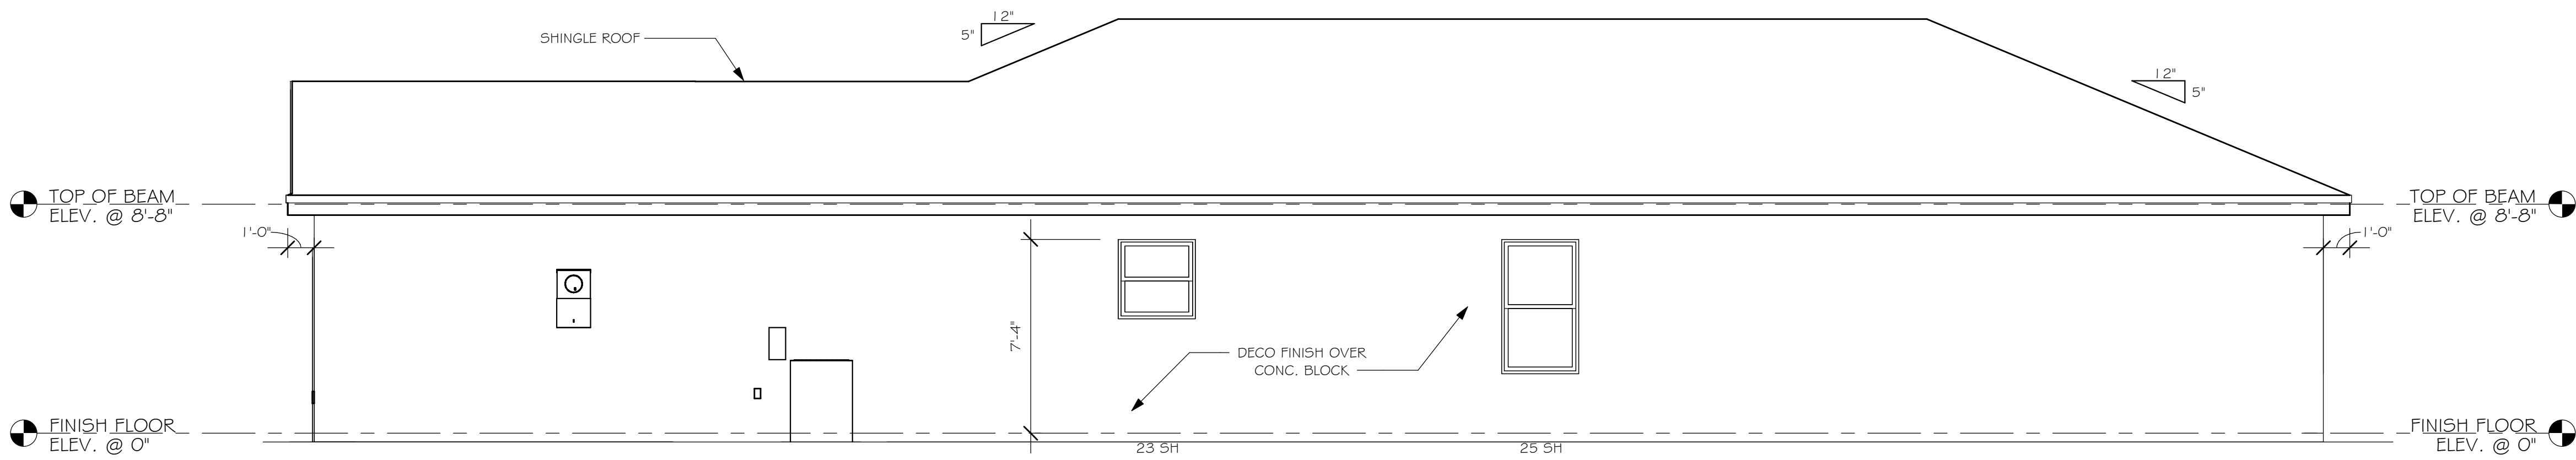 12"
5"
SHINGLE ROOF
12"
5"
TOP OF BEAM
ELEV. @ 8'-8"
TOP OF BEAM
ELEV. @ 8'-8"
1'-0"
1'-0"
7'-4"
DECO FINISH OVER
CONC. BLOCK
FINISH FLOOR
ELEV. @ 0"
23 SH
25 SH
FINISH FLOOR
ELEV. @ 0"